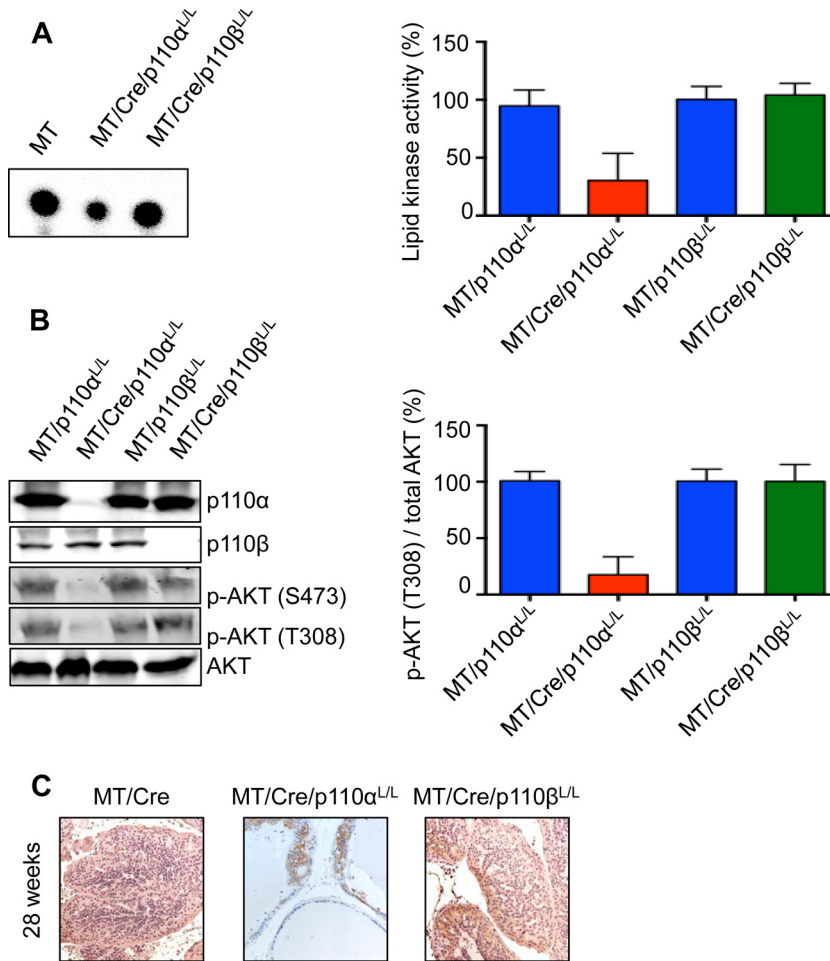 A
MT
MT/Cre/p110α^L/L
MT/Cre/p110β^L/L
Lipid kinase activity (%)
150
100
50
0
MT/p110α^L/L
MT/Cre/p110α^L/L
MT/p110β^L/L
MT/Cre/p110β^L/L
B
MT/p110α^L/L
MT/Cre/p110α^L/L
MT/p110β^L/L
MT/Cre/p110β^L/L
p110α
p110β
p-AKT (S473)
p-AKT (T308)
AKT
p-AKT (T308) / total AKT (%)
150
100
50
0
MT/p110α^L/L
MT/Cre/p110α^L/L
MT/p110β^L/L
MT/Cre/p110β^L/L
C
MT/Cre
MT/Cre/p110α^L/L
MT/Cre/p110β^L/L
28 weeks